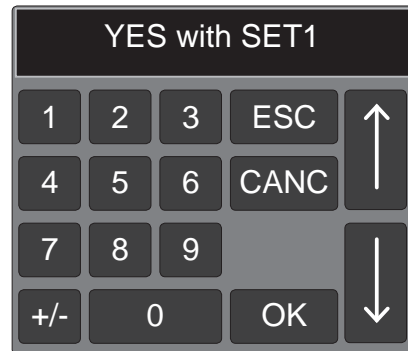 YES with SET1
1 2 3 ESC
4 5 6 CANC
7 8 9
+/- 0 OK